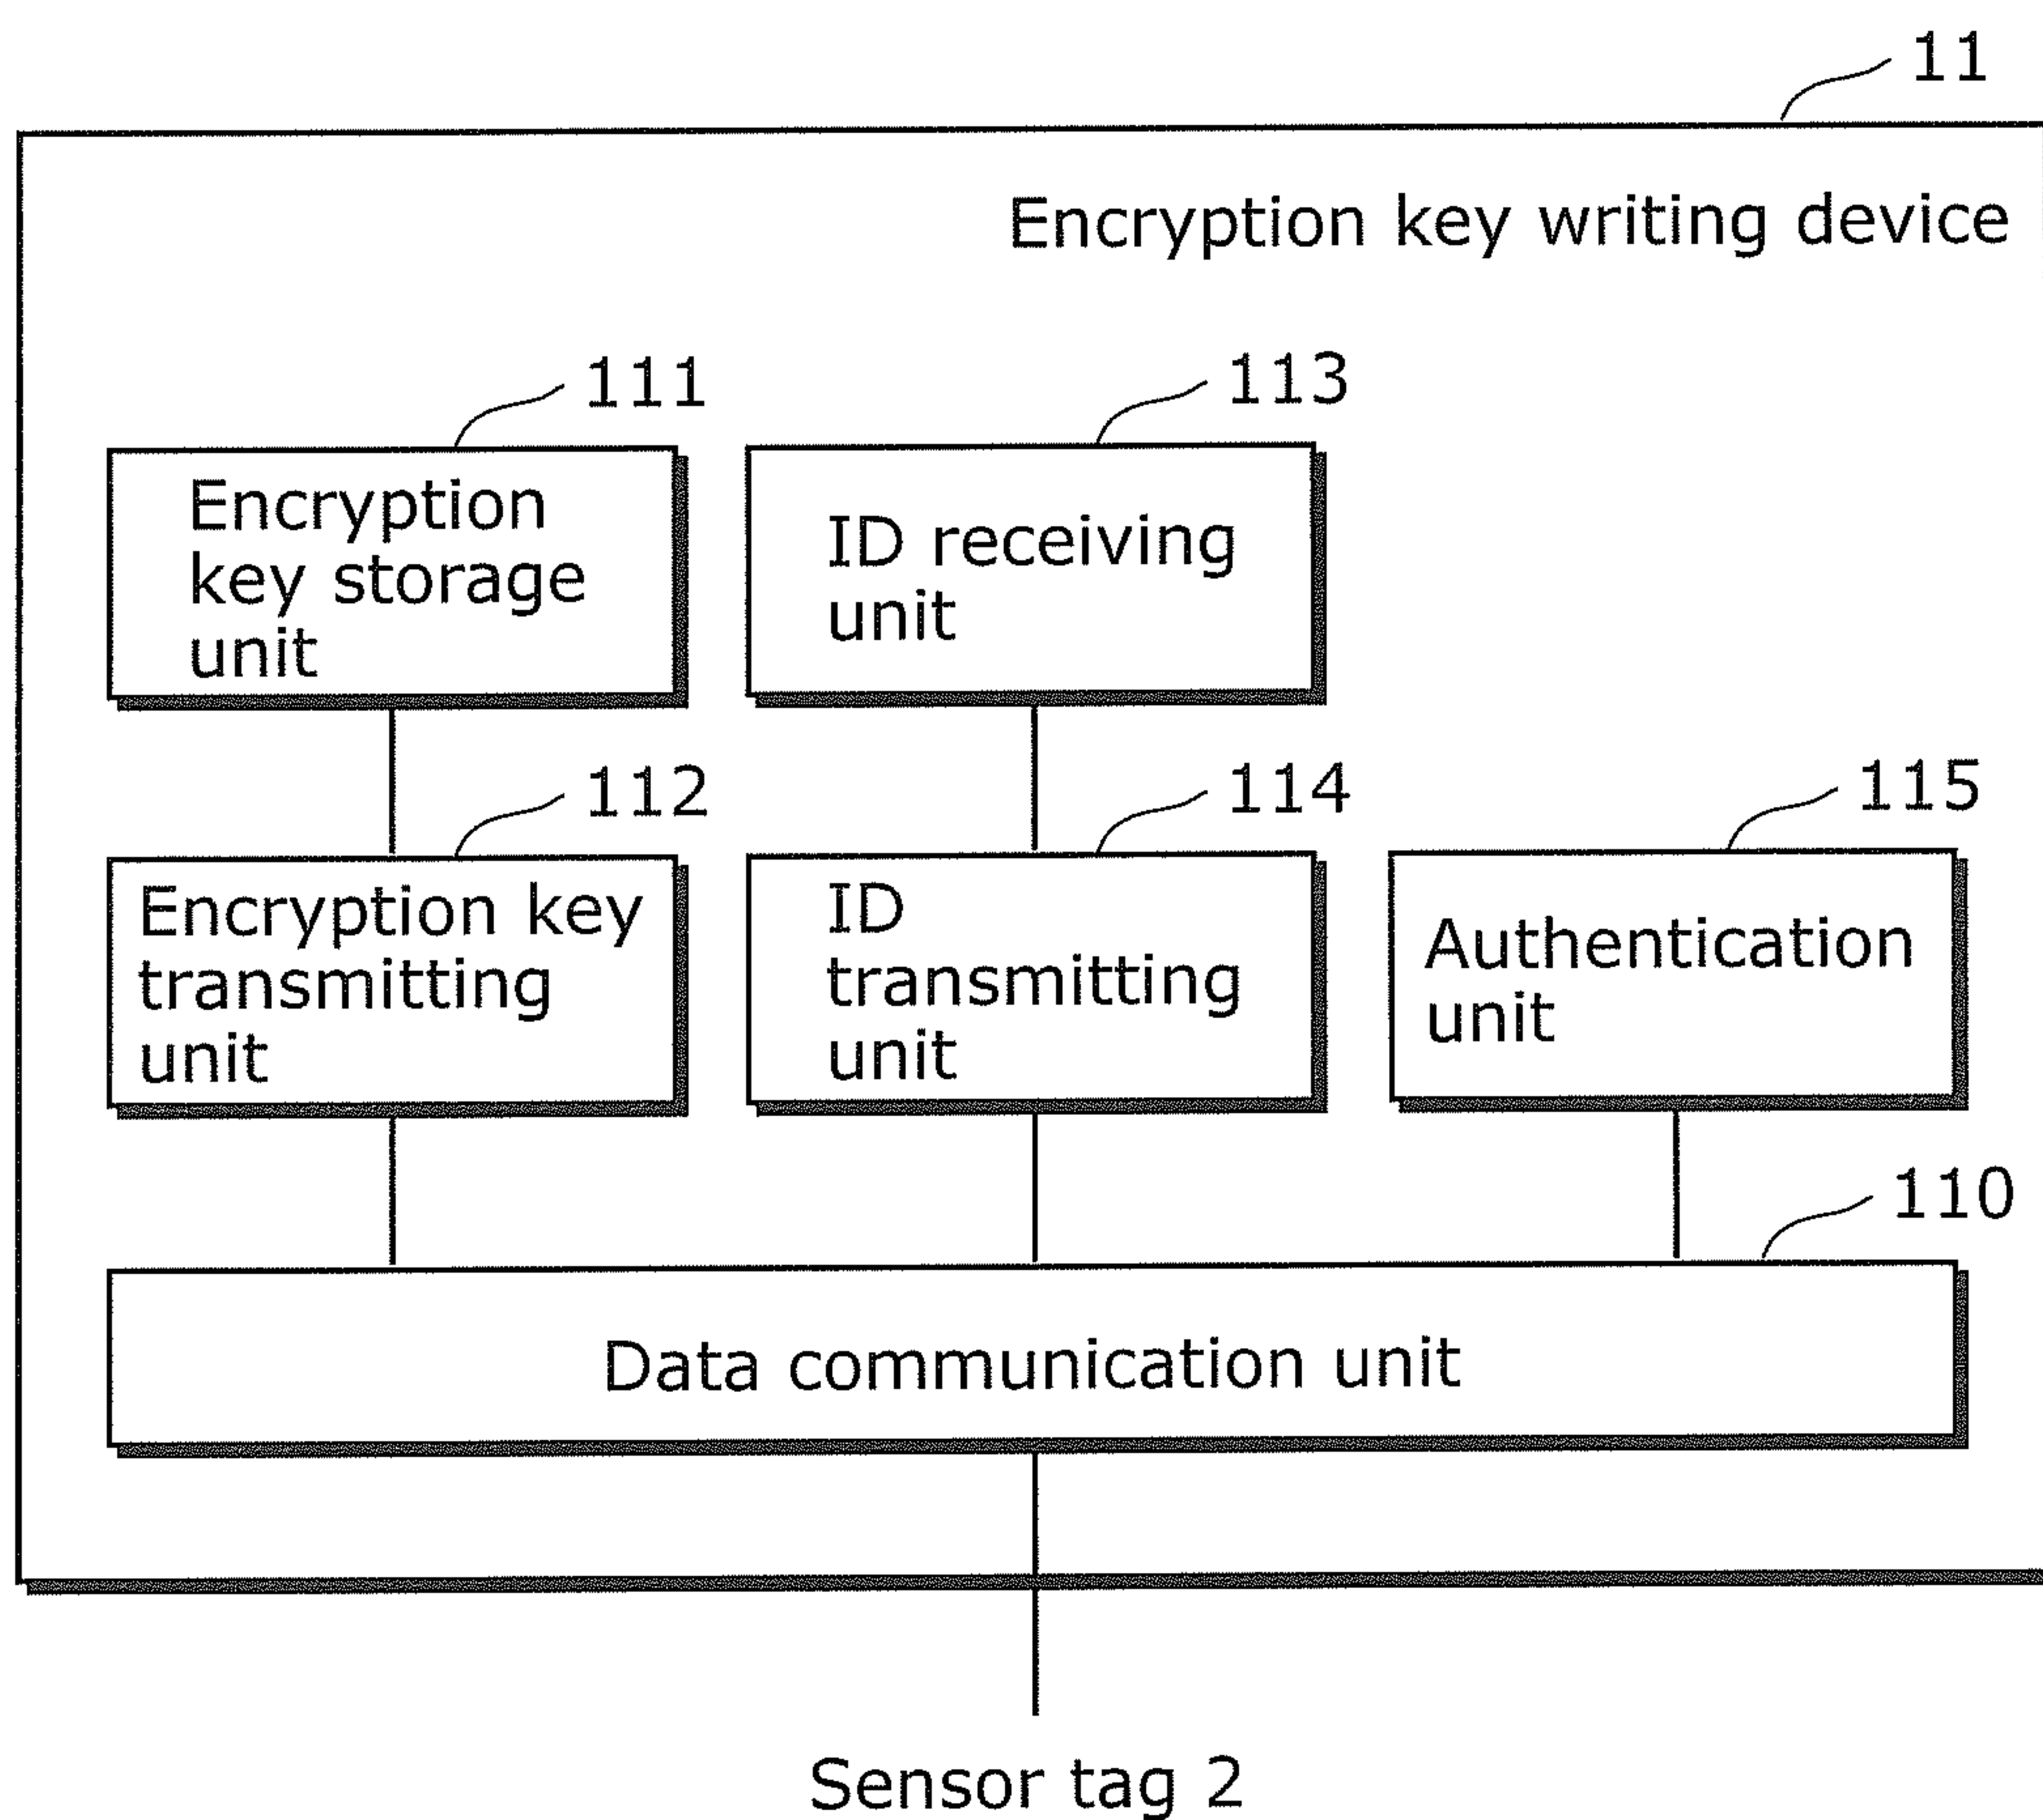 11
Encryption key writing device
111
113
Encryption
key storage
unit
ID receiving
unit
112
114
115
Encryption key
transmitting
unit
ID
transmitting
unit
Authentication
unit
110
Data communication unit
Sensor tag 2